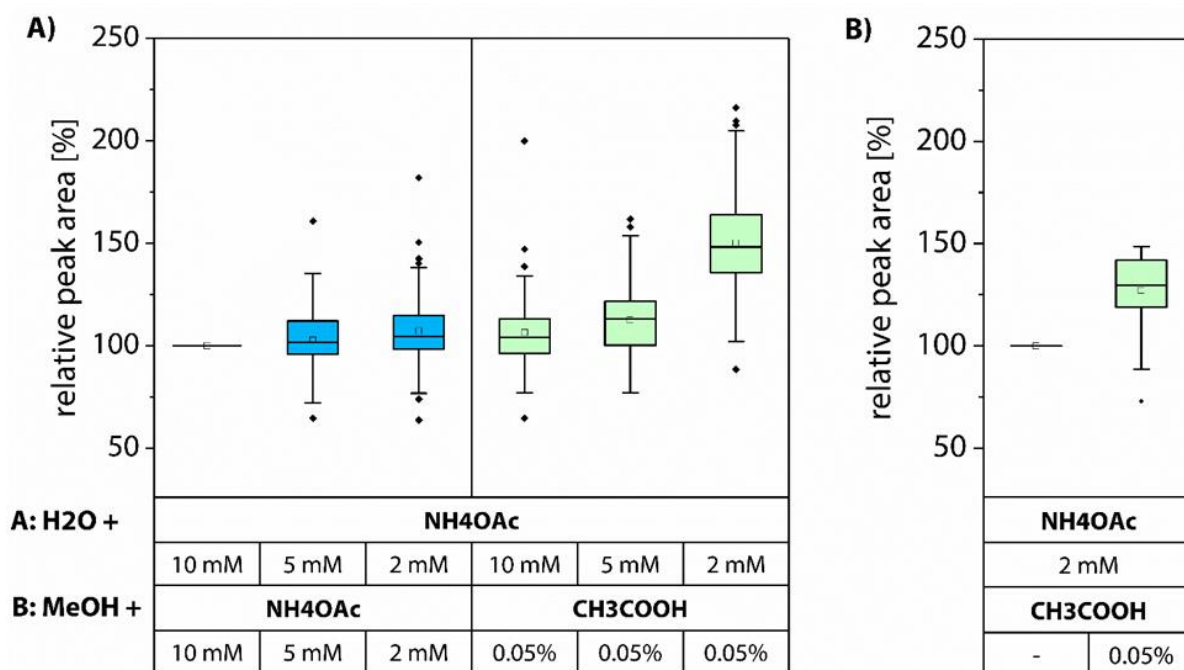 A)
B)
250
200
150
100
50
relative peak area [%]
250
200
150
100
50
relative peak area [%]
A: H2O +
NH4OAc
NH4OAc
10 mM 5 mM 2 mM 10 mM 5 mM 2 mM
2 mM
B: MeOH +
NH4OAc CH3COOH
CH3COOH
10 mM 5 mM 2 mM 0.05% 0.05% 0.05%
- 0.05%